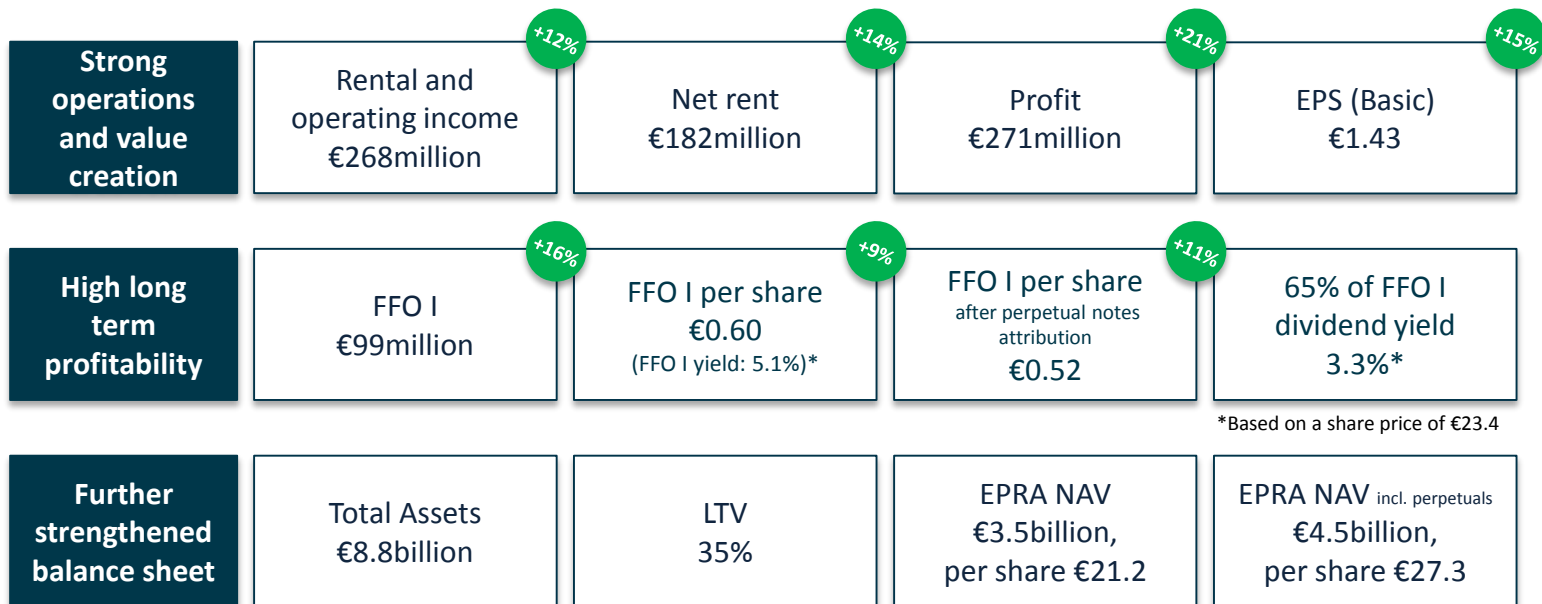 Strong
operations
and value
creation
+12%
Rental and
operating income
€268million
+14%
Net rent
€182million
+21%
Profit
€271million
+15%
EPS (Basic)
€1.43
High long
term
profitability
+16%
FFO I
€99million
+9%
FFO I per share
€0.60
(FFO I yield: 5.1%)*
+11%
FFO I per share
after perpetual notes
attribution
€0.52
65% of FFO I
dividend yield
3.3%*
*Based on a share price of €23.4
Further
strengthened
balance sheet
Total Assets
€8.8billion
LTV
35%
EPRA NAV
€3.5billion,
per share €21.2
EPRA NAV incl. perpetuals
€4.5billion,
per share €27.3